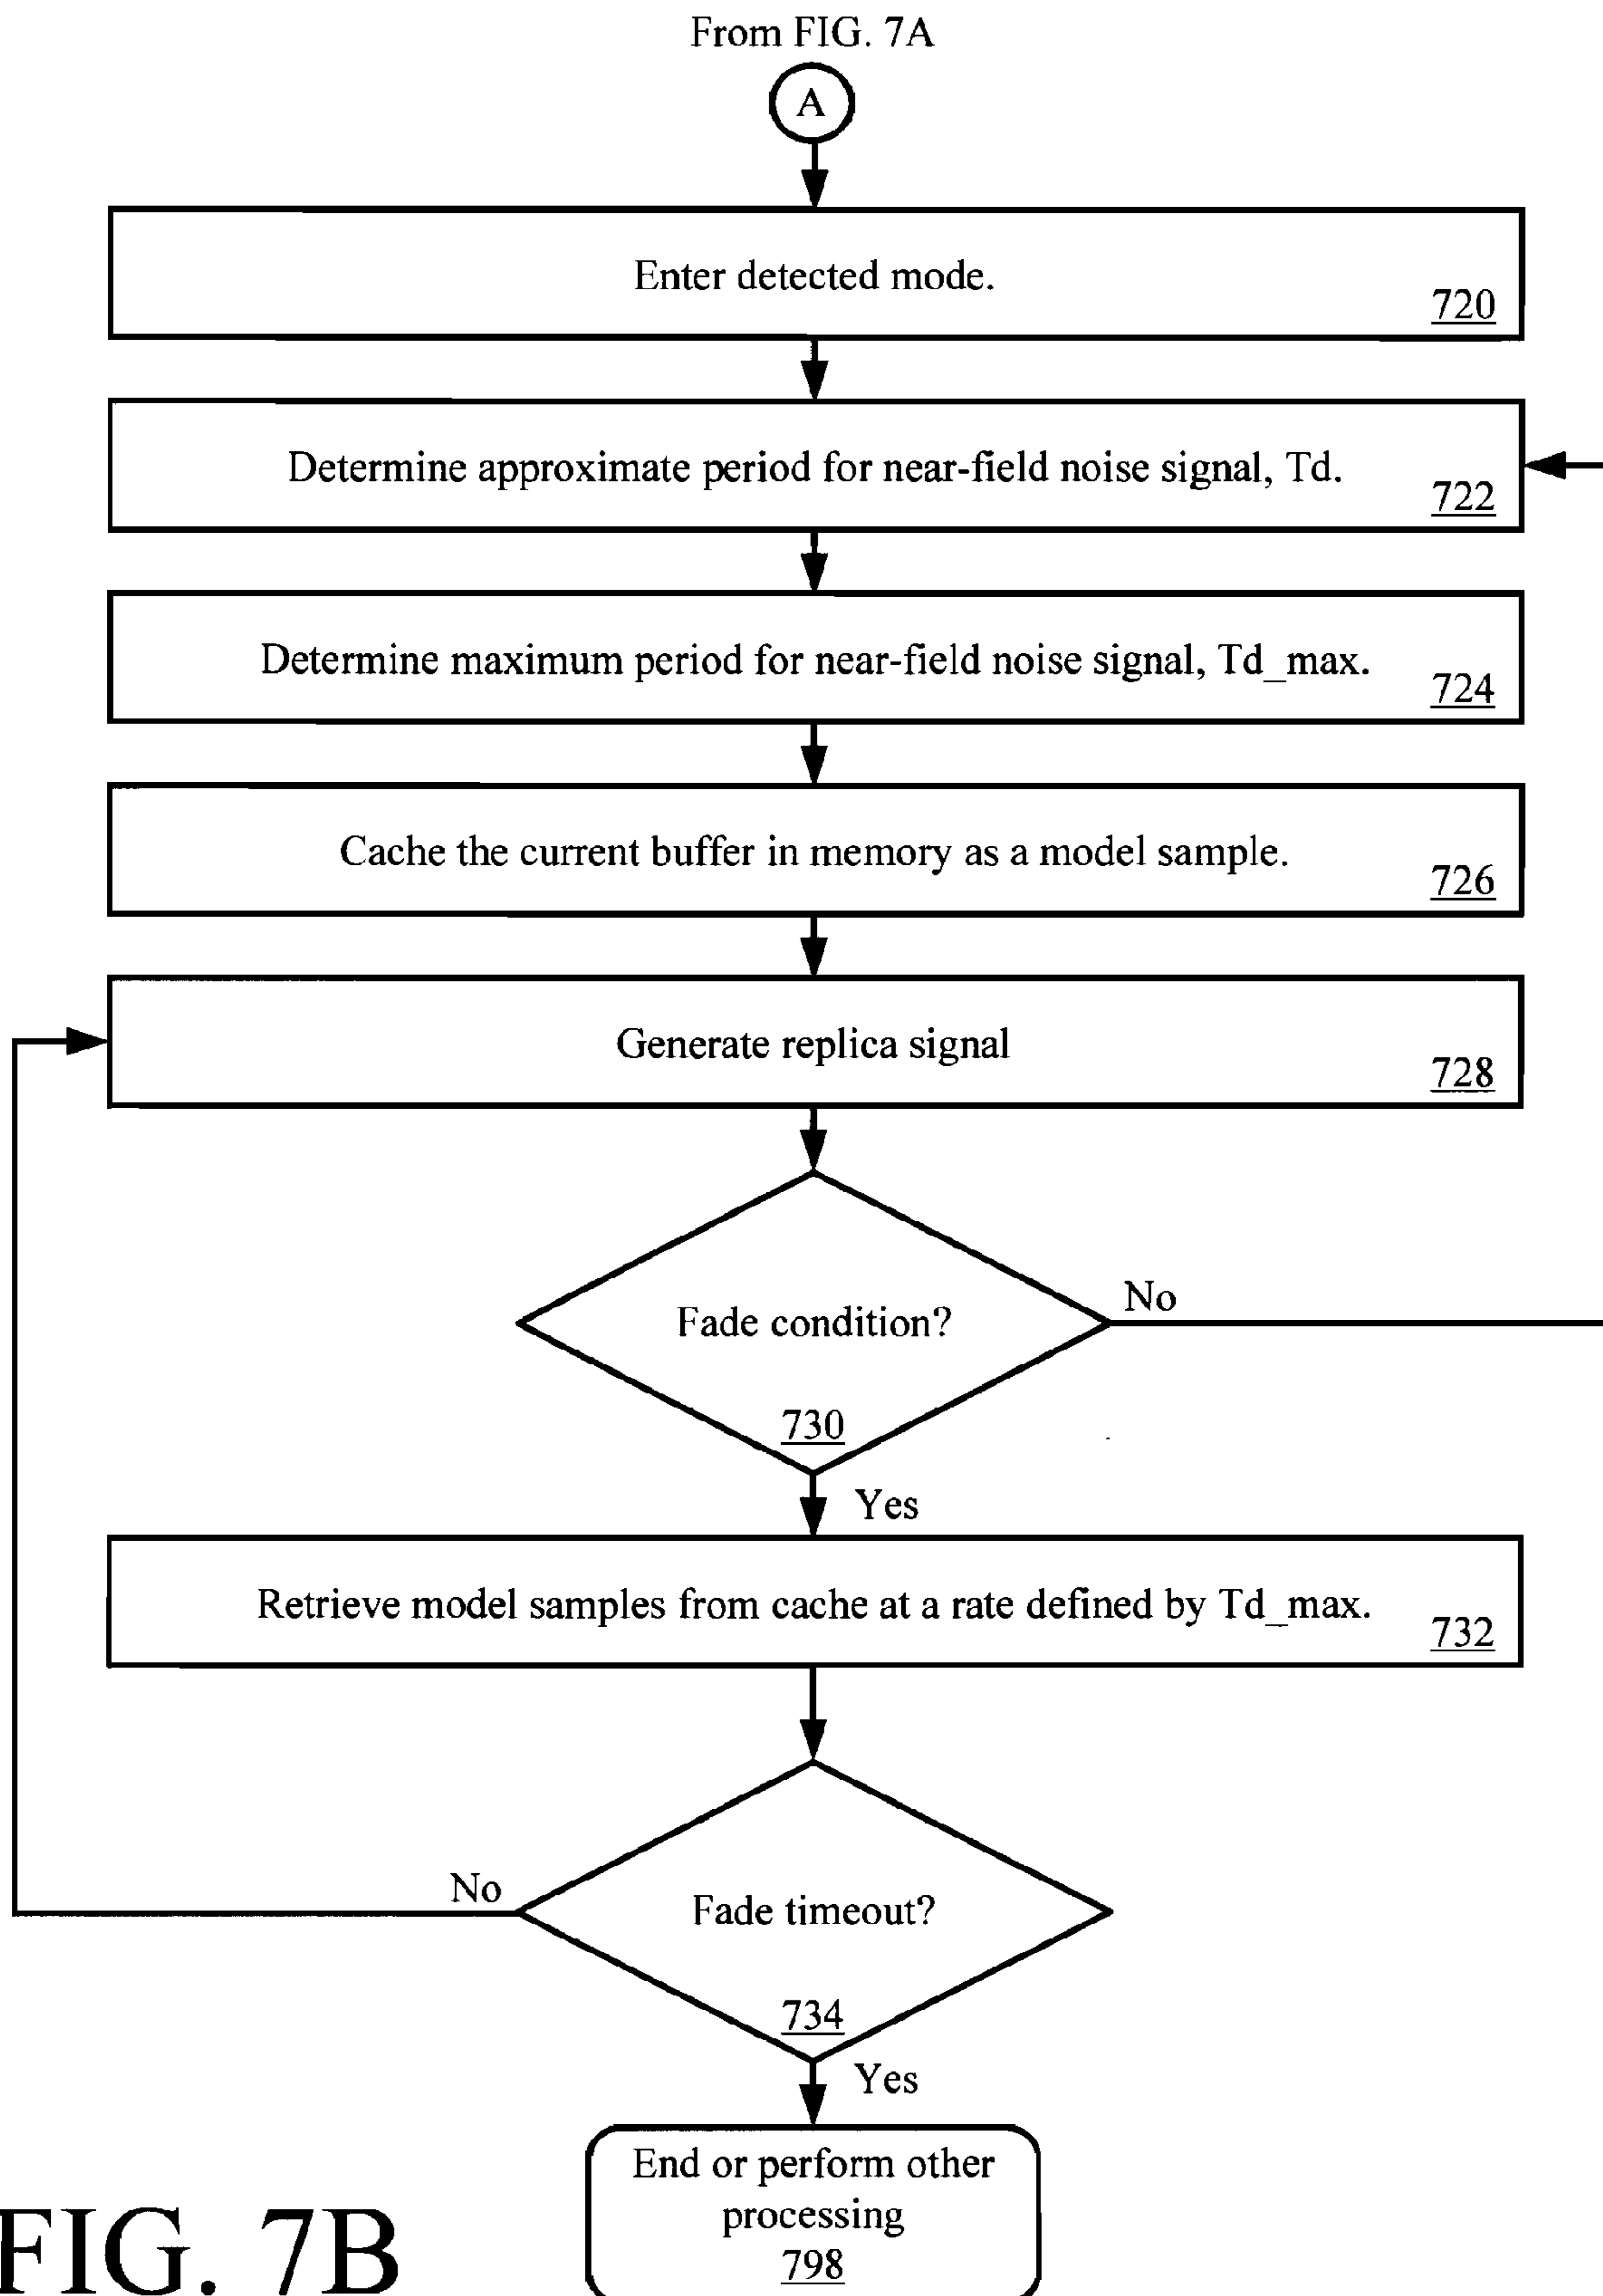 From FIG. 7A
A
Enter detected mode.
720
Determine approximate period for near-field noise signal, Td.
722
Determine maximum period for near-field noise signal, Td_max.
724
Cache the current buffer in memory as a model sample.
726
Generate replica signal
728
Fade condition?
No
730
Yes
Retrieve model samples from cache at a rate defined by Td_max.
732
No
Fade timeout?
734
Yes
End or perform other
processing
798
FIG. 7B